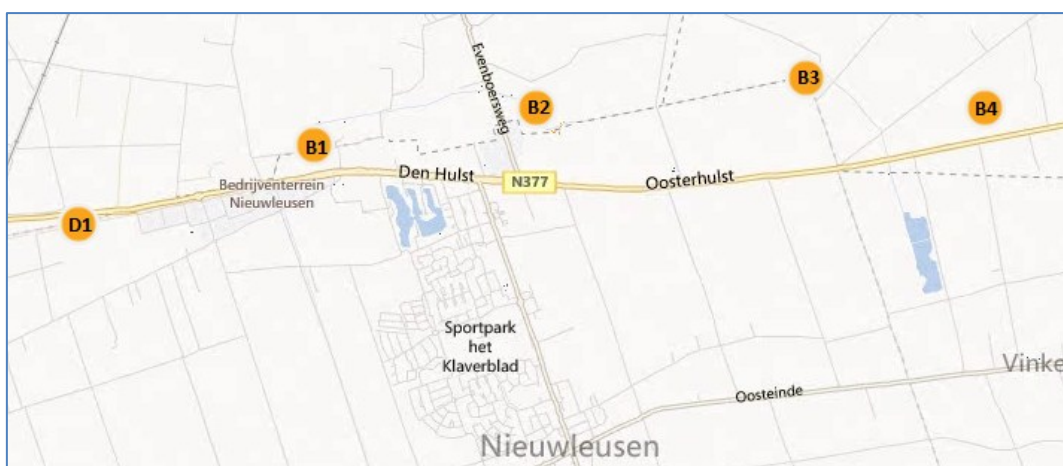 Evenboersweg
B3
B2
B4
B1
Den Hulst
N377
Oosterhulst
Bedrijventerrein
Nieuwleusen
D1
Sportpark
het
Klaverblad
Vinke
Oosteinde
Nieuwleusen